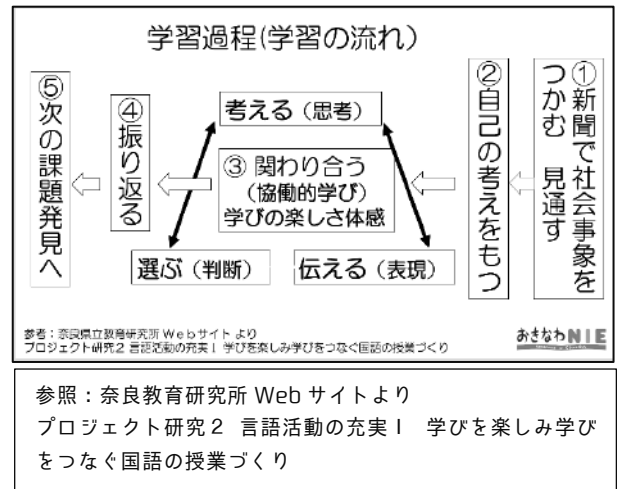 学習過程(学習の流れ)
①新聞で社会事象を
つかむ 見通す
②自己の考えをもつ
考える(思考)
③ 関わり合う
(協働的学び)
学びの楽しさ体感
選ぶ(判断)
伝える(表現)
④振り返る
⑤次の課題発見へ
参考:奈良県立教育研究所 Webサイト より
プロジェクト研究2 言語活動の充実Ⅰ 学びを楽しみ学びをつなぐ国語の授業づくり
おきなわNIE
参照:奈良教育研究所 Web サイトより
プロジェクト研究2 言語活動の充実Ⅰ 学びを楽しみ学び
をつなぐ国語の授業づくり